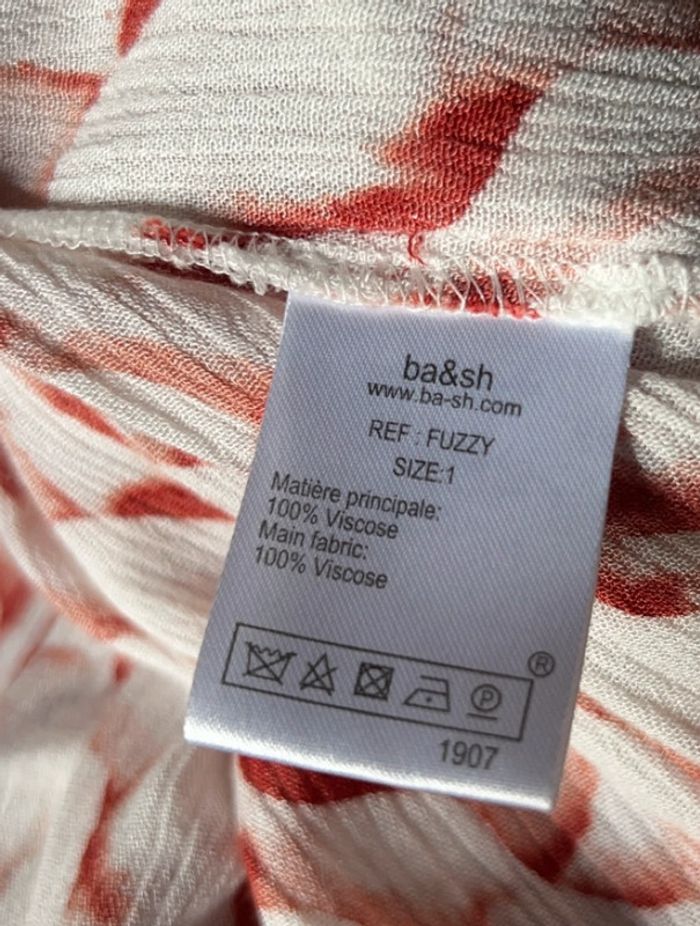 ba&sh
www.ba-sh.com
REF : FUZZY
SIZE:1
Matière principale:
100% Viscose
Main fabric:
100% Viscose
P
®
1907